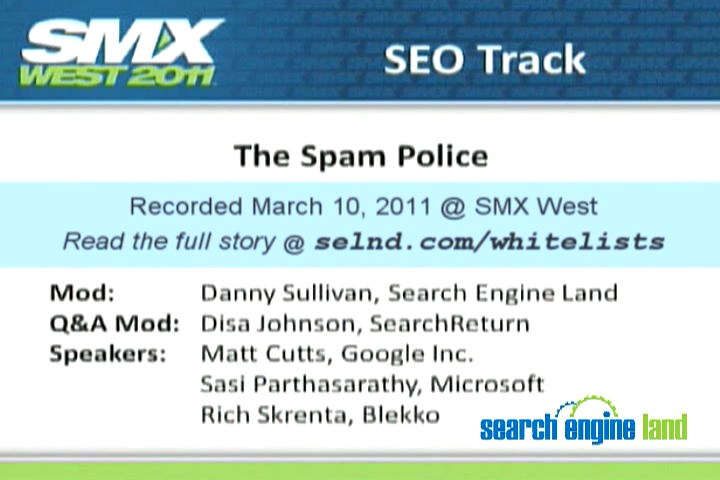 SMX
WEST 2011
SEO Track
The Spam Police
Recorded March 10, 2011 @ SMX West
Read the full story @ selnd.com/whitelists
Mod: Danny Sullivan, Search Engine Land
Q&A Mod: Disa Johnson, SearchReturn
Speakers: Matt Cutts, Google Inc.
Sasi Parthasarathy, Microsoft
Rich Skrenta, Blekko
search engine land